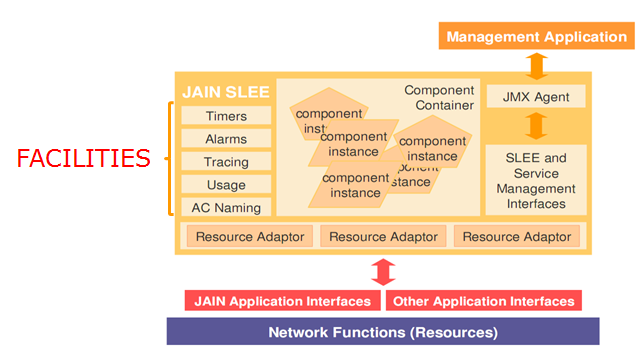 Management Application
JAIN SLEE
Component
Container
JMX Agent
FACILITIES
Timers
Alarms
Tracing
Usage
AC Naming
component
component
instance
component
instance
component
instance
SLEE and
Service
Management
Interfaces
Resource Adaptor
Resource Adaptor
Resource Adaptor
JAIN Application Interfaces
Other Application Interfaces
Network Functions (Resources)